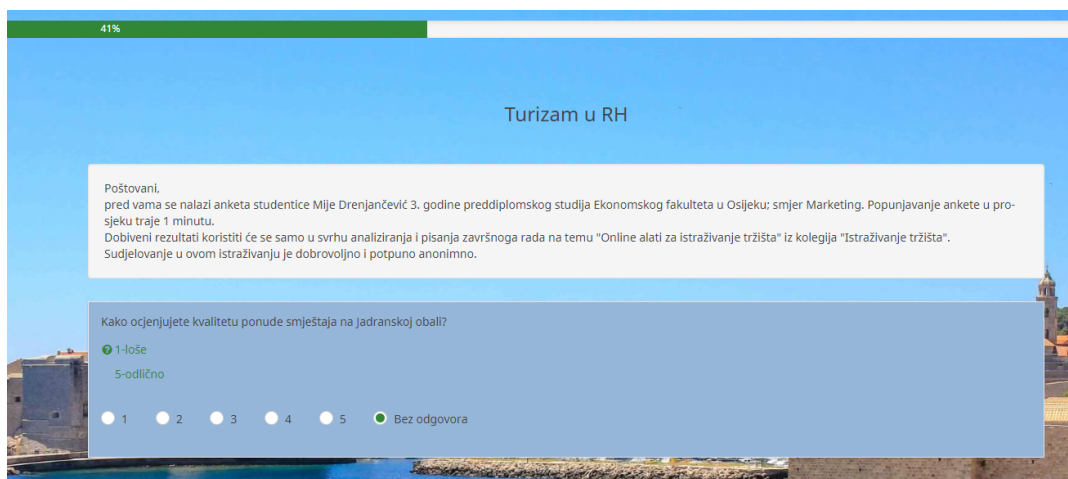 41%
Turizam u RH
Poštovani,
pred vama se nalazi anketa studentice Mije Drenjančević 3. godine preddiplomskog studija Ekonomskog fakulteta u Osijeku; smjer Marketing. Popunjavanje ankete u pro-
sjeku traje 1 minutu.
Dobiveni rezultati koristiti će se samo u svrhu analiziranja i pisanja završnoga rada na temu "Online alati za istraživanje tržišta" iz kolegija "Istraživanje tržišta".
Sudjelovanje u ovom istraživanju je dobrovoljno i potpuno anonimno.
Kako ocjenjujete kvalitetu ponude smještaja na Jadranskoj obali?
1-loše
5-odlično
1 2 3 4 5 Bez odgovora